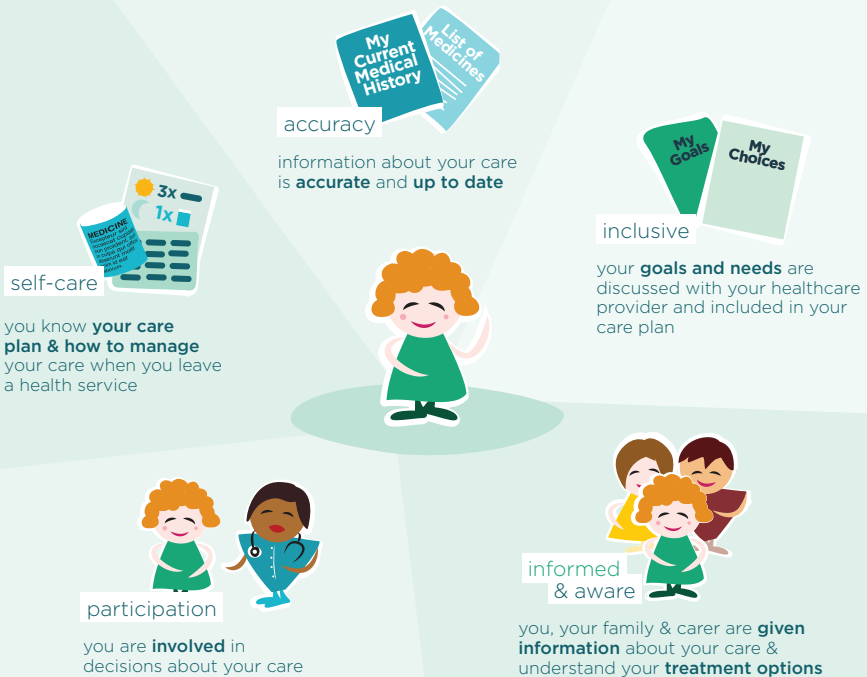 My
Current
Medical
History
List of
Medicines
accuracy
information about your care
is accurate and up to date
My
Goals
My
Choices
inclusive
your goals and needs are
discussed with your healthcare
provider and included in your
care plan
3x
1x
MEDICINE
self-care
you know your care
plan & how to manage
your care when you leave
a health service
participation
you are involved in
decisions about your care
informed
& aware
you, your family & carer are given
information about your care &
understand your treatment options